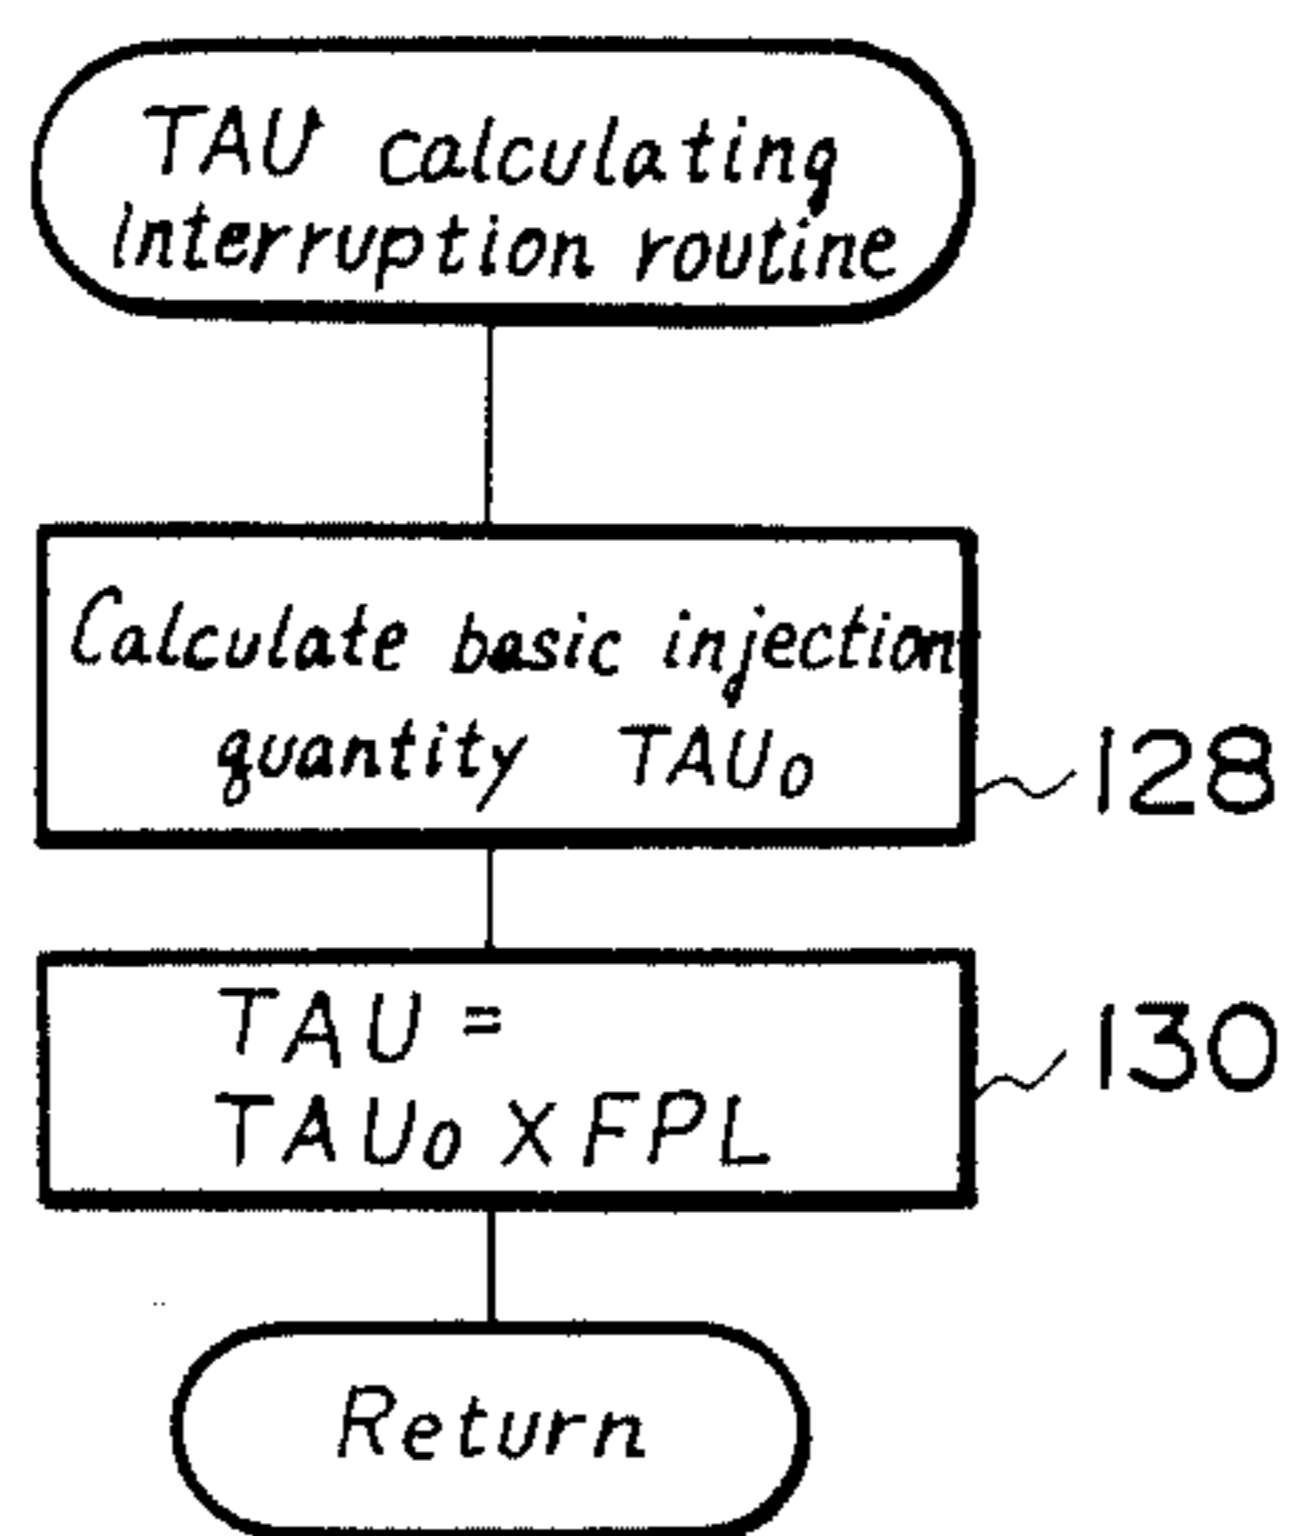 TAU calculating
interruption routine
Calculate basic injection
quantity TAU₀
128
TAU =
TAU₀ X FPL
130
Return